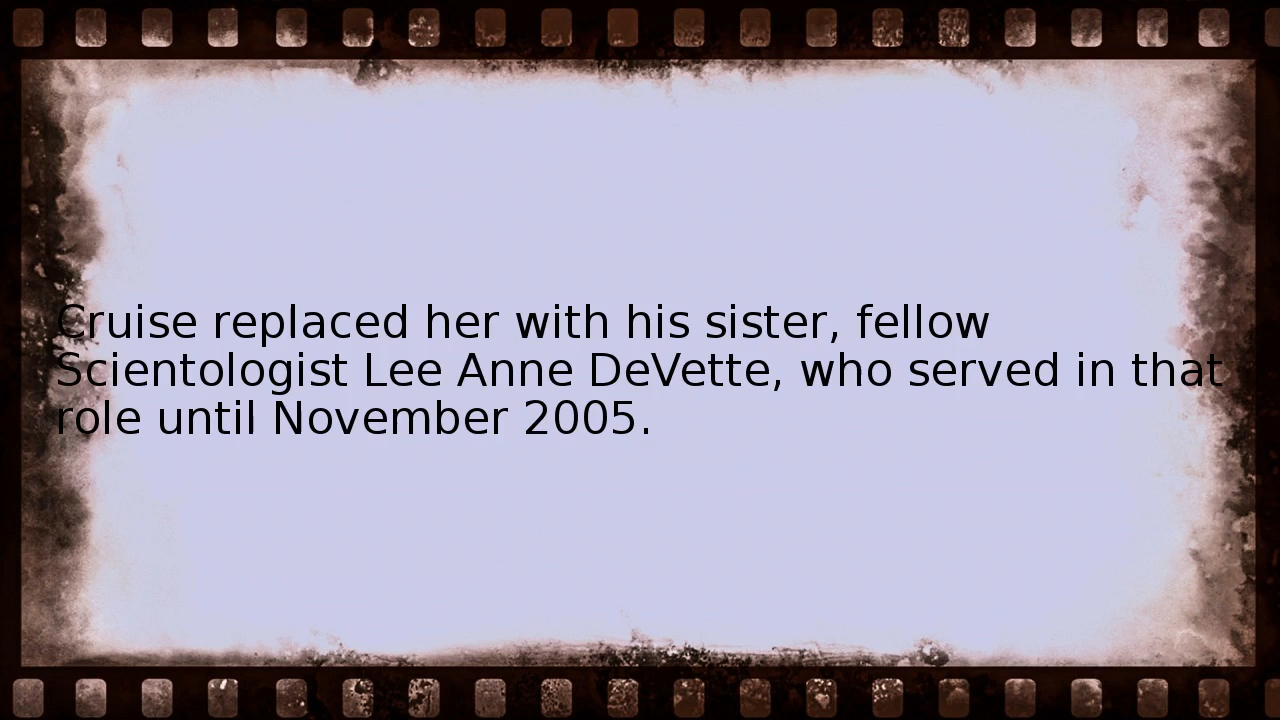 Cruise replaced her with his sister, fellow
Scientologist Lee Anne DeVette, who served in that
role until November 2005.